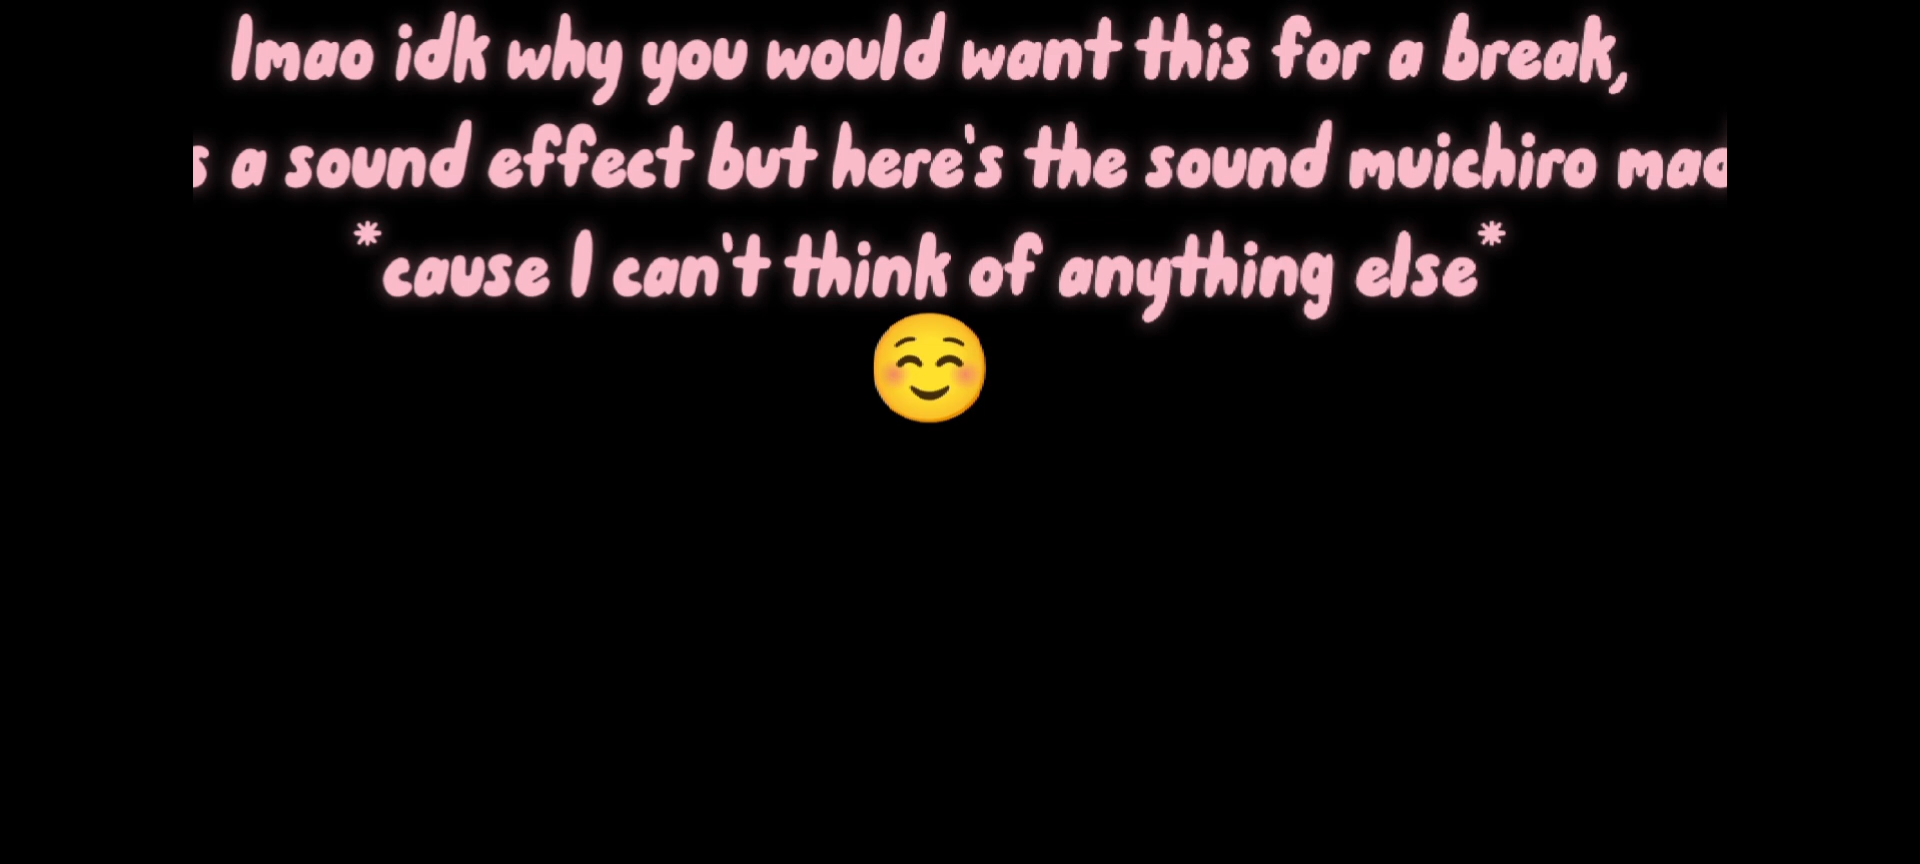 lmao idk why you would want this for a break,
a sound effect but here's the sound muichiro
*cause I can't think of anything else*
☺️